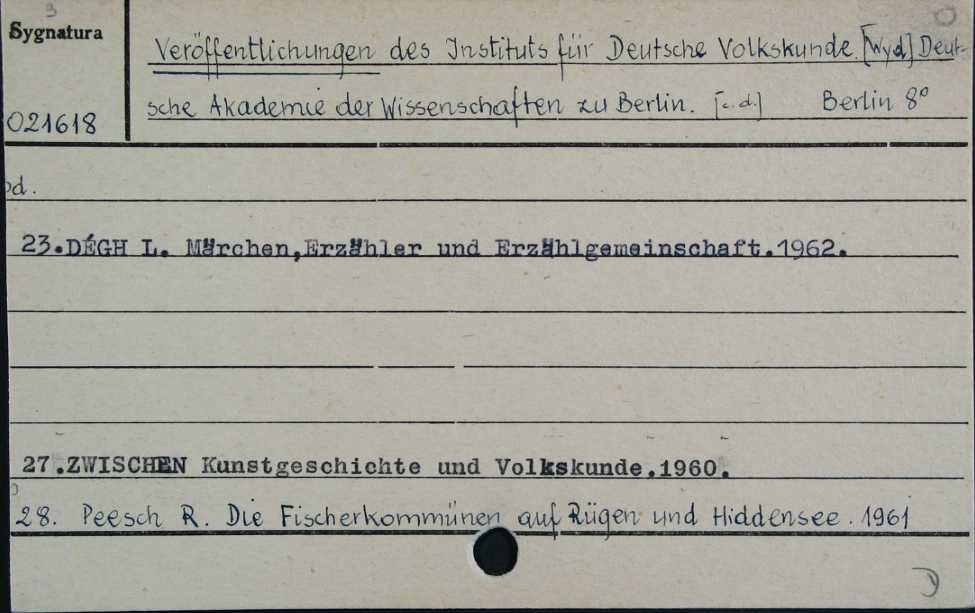 Sygnatura
Veröffentlichungen des Instituts für Deutsche Volkskunde. [Wyd] Deut-
021618
sche Akademie der Wissenschaften zu Berlin. [c.d.] Berlin 8°
od.
23.DÉGH L. Märchen,Erzähler und Erzählgemeinschaft.1962.
27.ZWISCHEN Kunstgeschichte und Volkskunde.1960.
28. Peesch R. Die Fischerkommünen auf Rügen und Hiddensee. 1961